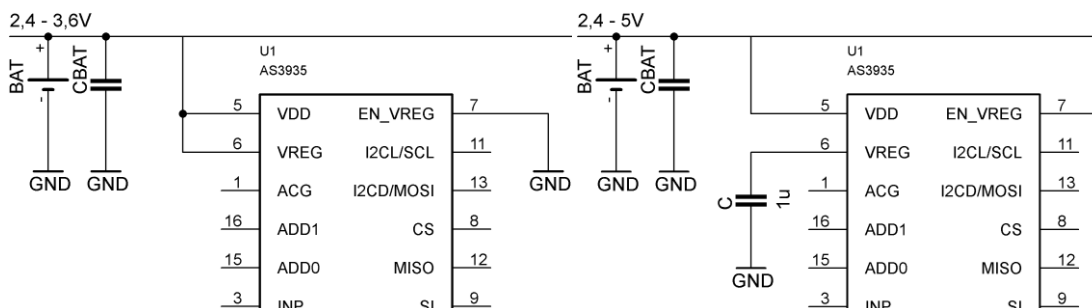 2,4 - 3,6V
+
BAT
-
CBAT
GND
GND
U1
AS3935
5 VDD EN_VREG 7
6 VREG I2CL/SCL 11
1 ACG I2CD/MOSI 13
16 ADD1 CS 8
15 ADD0 MISO 12
3 INP SI 9
GND
2,4 - 5V
+
BAT
-
CBAT
GND
GND
U1
AS3935
5 VDD EN_VREG 7
6 VREG I2CL/SCL 11
1 ACG I2CD/MOSI 13
16 ADD1 CS 8
15 ADD0 MISO 12
3 INP SI 9
C
1u
GND